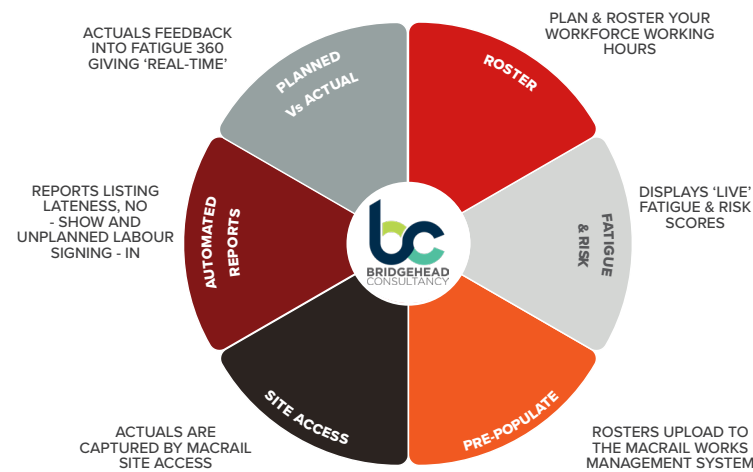 PLAN & ROSTER YOUR
WORKFORCE WORKING
HOURS
ROSTER
DISPLAYS ‘LIVE’
FATIGUE & RISK
SCORES
FATIGUE
& RISK
ROSTERS UPLOAD TO
THE MACRAIL WORKS
MANAGEMENT SYSTEM
PRE-POPULATE
ACTUALS ARE
CAPTURED BY MACRAIL
SITE ACCESS
SITE ACCESS
REPORTS LISTING
LATENESS, NO
- SHOW AND
UNPLANNED LABOUR
SIGNING - IN
AUTOMATED
REPORTS
ACTUALS FEEDBACK
INTO FATIGUE 360
GIVING ‘REAL-TIME’
PLANNED
Vs ACTUAL
bc
BRIDGEHEAD
CONSULTANCY